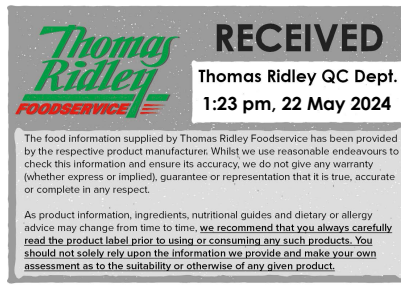 Thomas
Ridley
FOODSERVICE
RECEIVED
Thomas Ridley QC Dept.
1:23 pm, 22 May 2024
The food information supplied by Thomas Ridley Foodservice has been provided
by the respective product manufacturer. Whilst we use reasonable endeavours to
check this information and ensure its accuracy, we do not give any warranty
(whether express or implied), guarantee or representation that it is true, accurate
or complete in any respect.
As product information, ingredients, nutritional guides and dietary or allergy
advice may change from time to time, we recommend that you always carefully
read the product label prior to using or consuming any such products. You
should not solely rely upon the information we provide and make your own
assessment as to the suitability or otherwise of any given product.